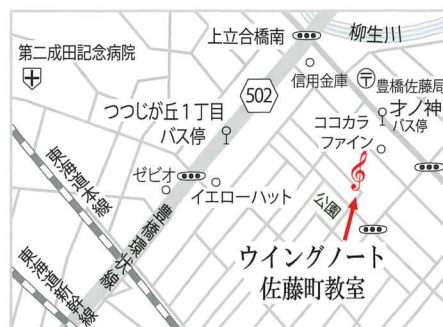 上立合橋南
柳生川
第二成田記念病院
信用金庫
豊橋佐藤局
502
つつじが丘1丁目
バス停
才ノ神
バス停
ココカラ
ファイン
ゼビオ
イエローハット
東海道本線
公園
豊橋環状線
東海道新幹線
ウイングノート
佐藤町教室